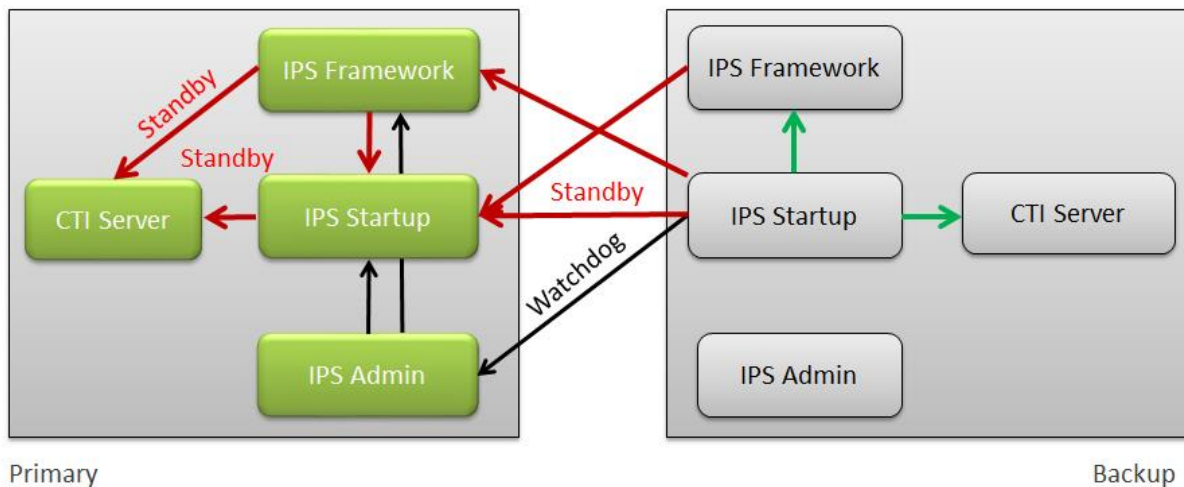 IPS Framework
IPS Framework
Standby
Standby
CTI Server
IPS Startup
Standby
IPS Startup
CTI Server
Watchdog
IPS Admin
IPS Admin
Primary
Backup